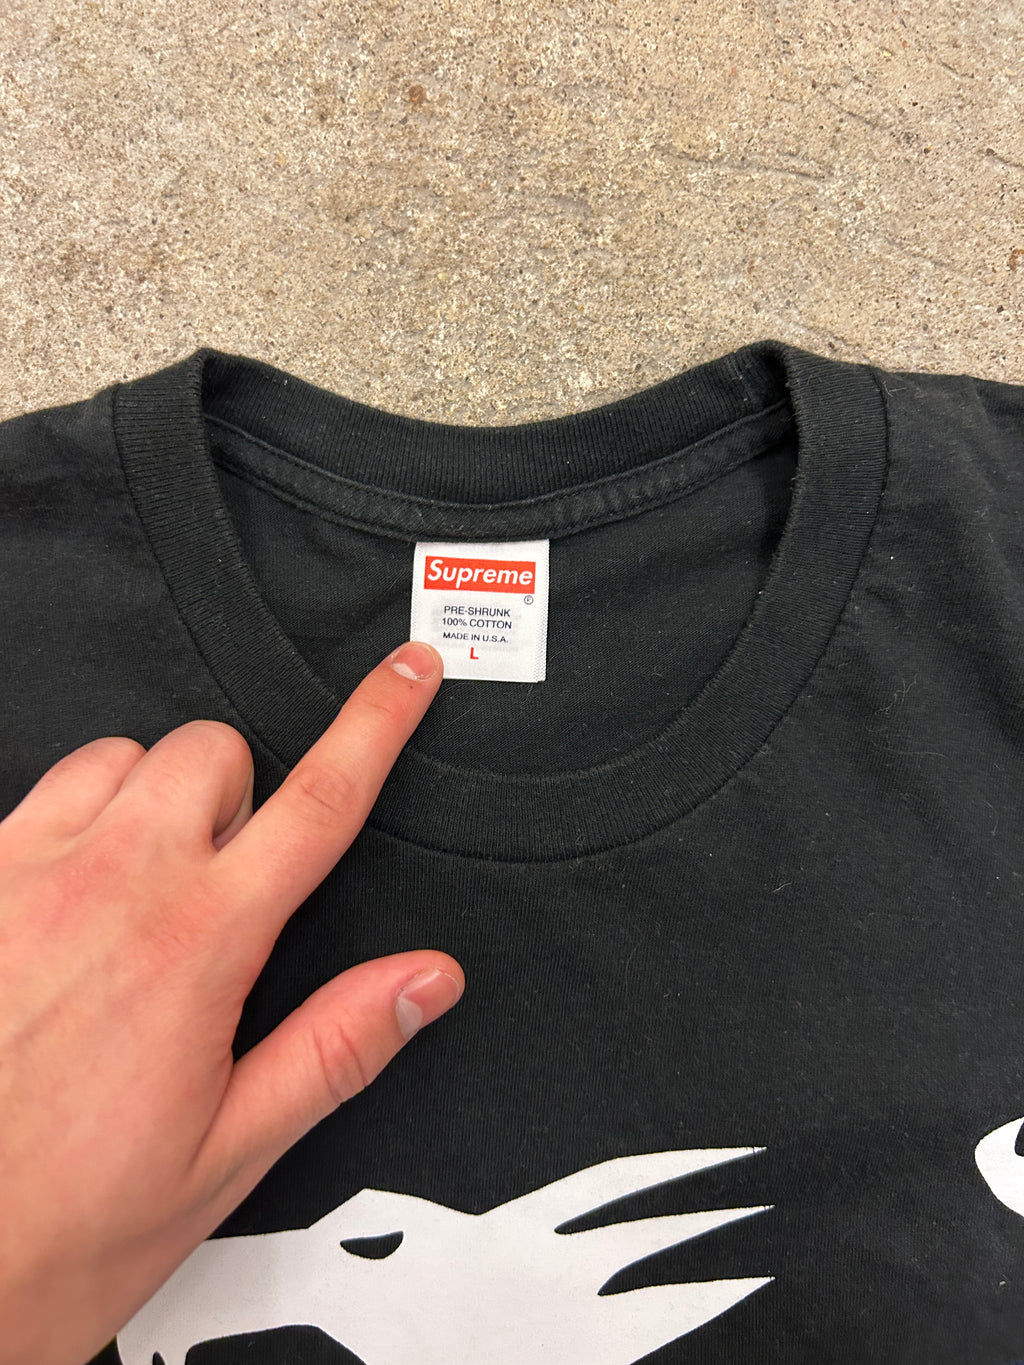 Supreme
©
PRE-SHRUNK
100% COTTON
MADE IN U.S.A.
L